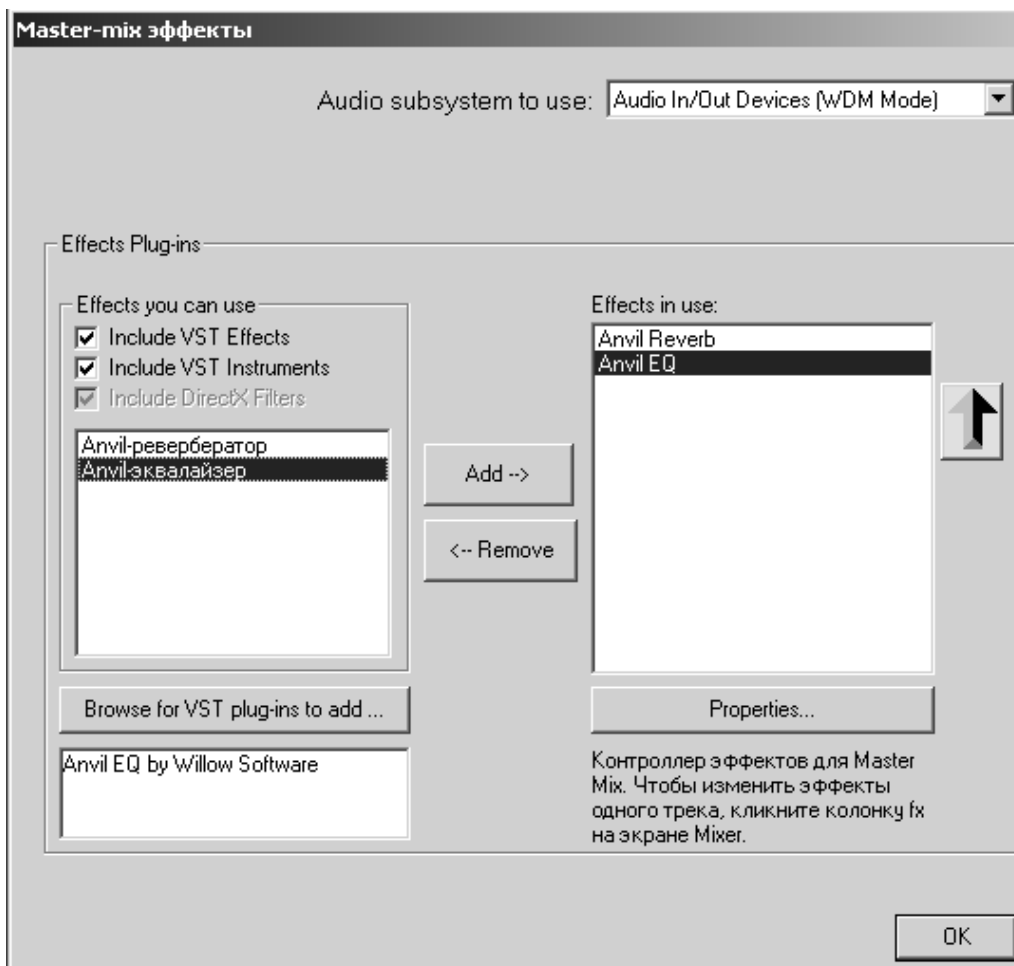 Master-mix эффекты
Audio subsystem to use: Audio In/Out Devices (WDM Mode)
Effects Plug-ins
Effects you can use
Include VST Effects
Include VST Instruments
Include DirectX Filters
Anvil-ревербератор
Anvil-эквалайзер
Add -->
<-- Remove
Effects in use:
Anvil Reverb
Anvil EQ
Browse for VST plug-ins to add ...
Properties...
Anvil EQ by Willow Software
Контроллер эффектов для Master
Mix. Чтобы изменить эффекты
одного трека, кликните колонку fx
на экране Mixer.
OK